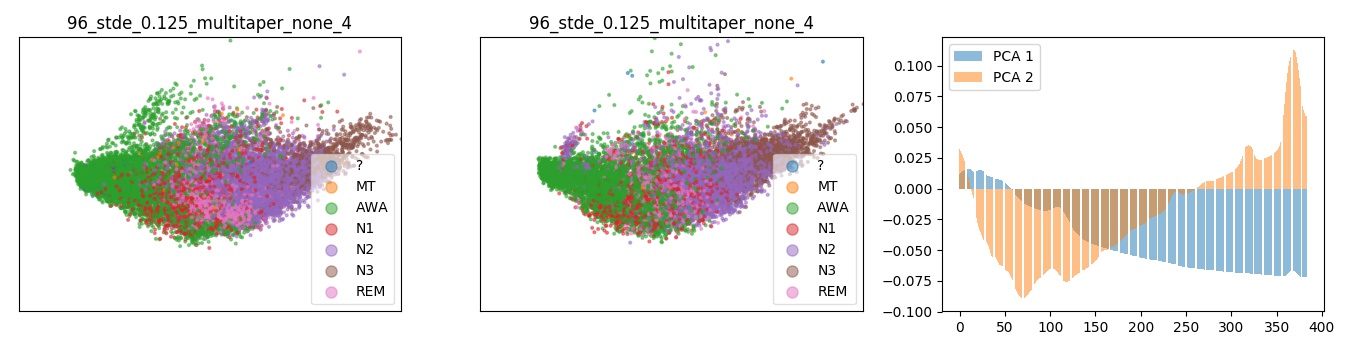 96_stde_0.125_multitaper_none_4
?
MT
AWA
N1
N2
N3
REM
96_stde_0.125_multitaper_none_4
?
MT
AWA
N1
N2
N3
REM
PCA 1
PCA 2
0.100
0.075
0.050
0.025
0.000
−0.025
−0.050
−0.075
−0.100
0 50 100 150 200 250 300 350 400